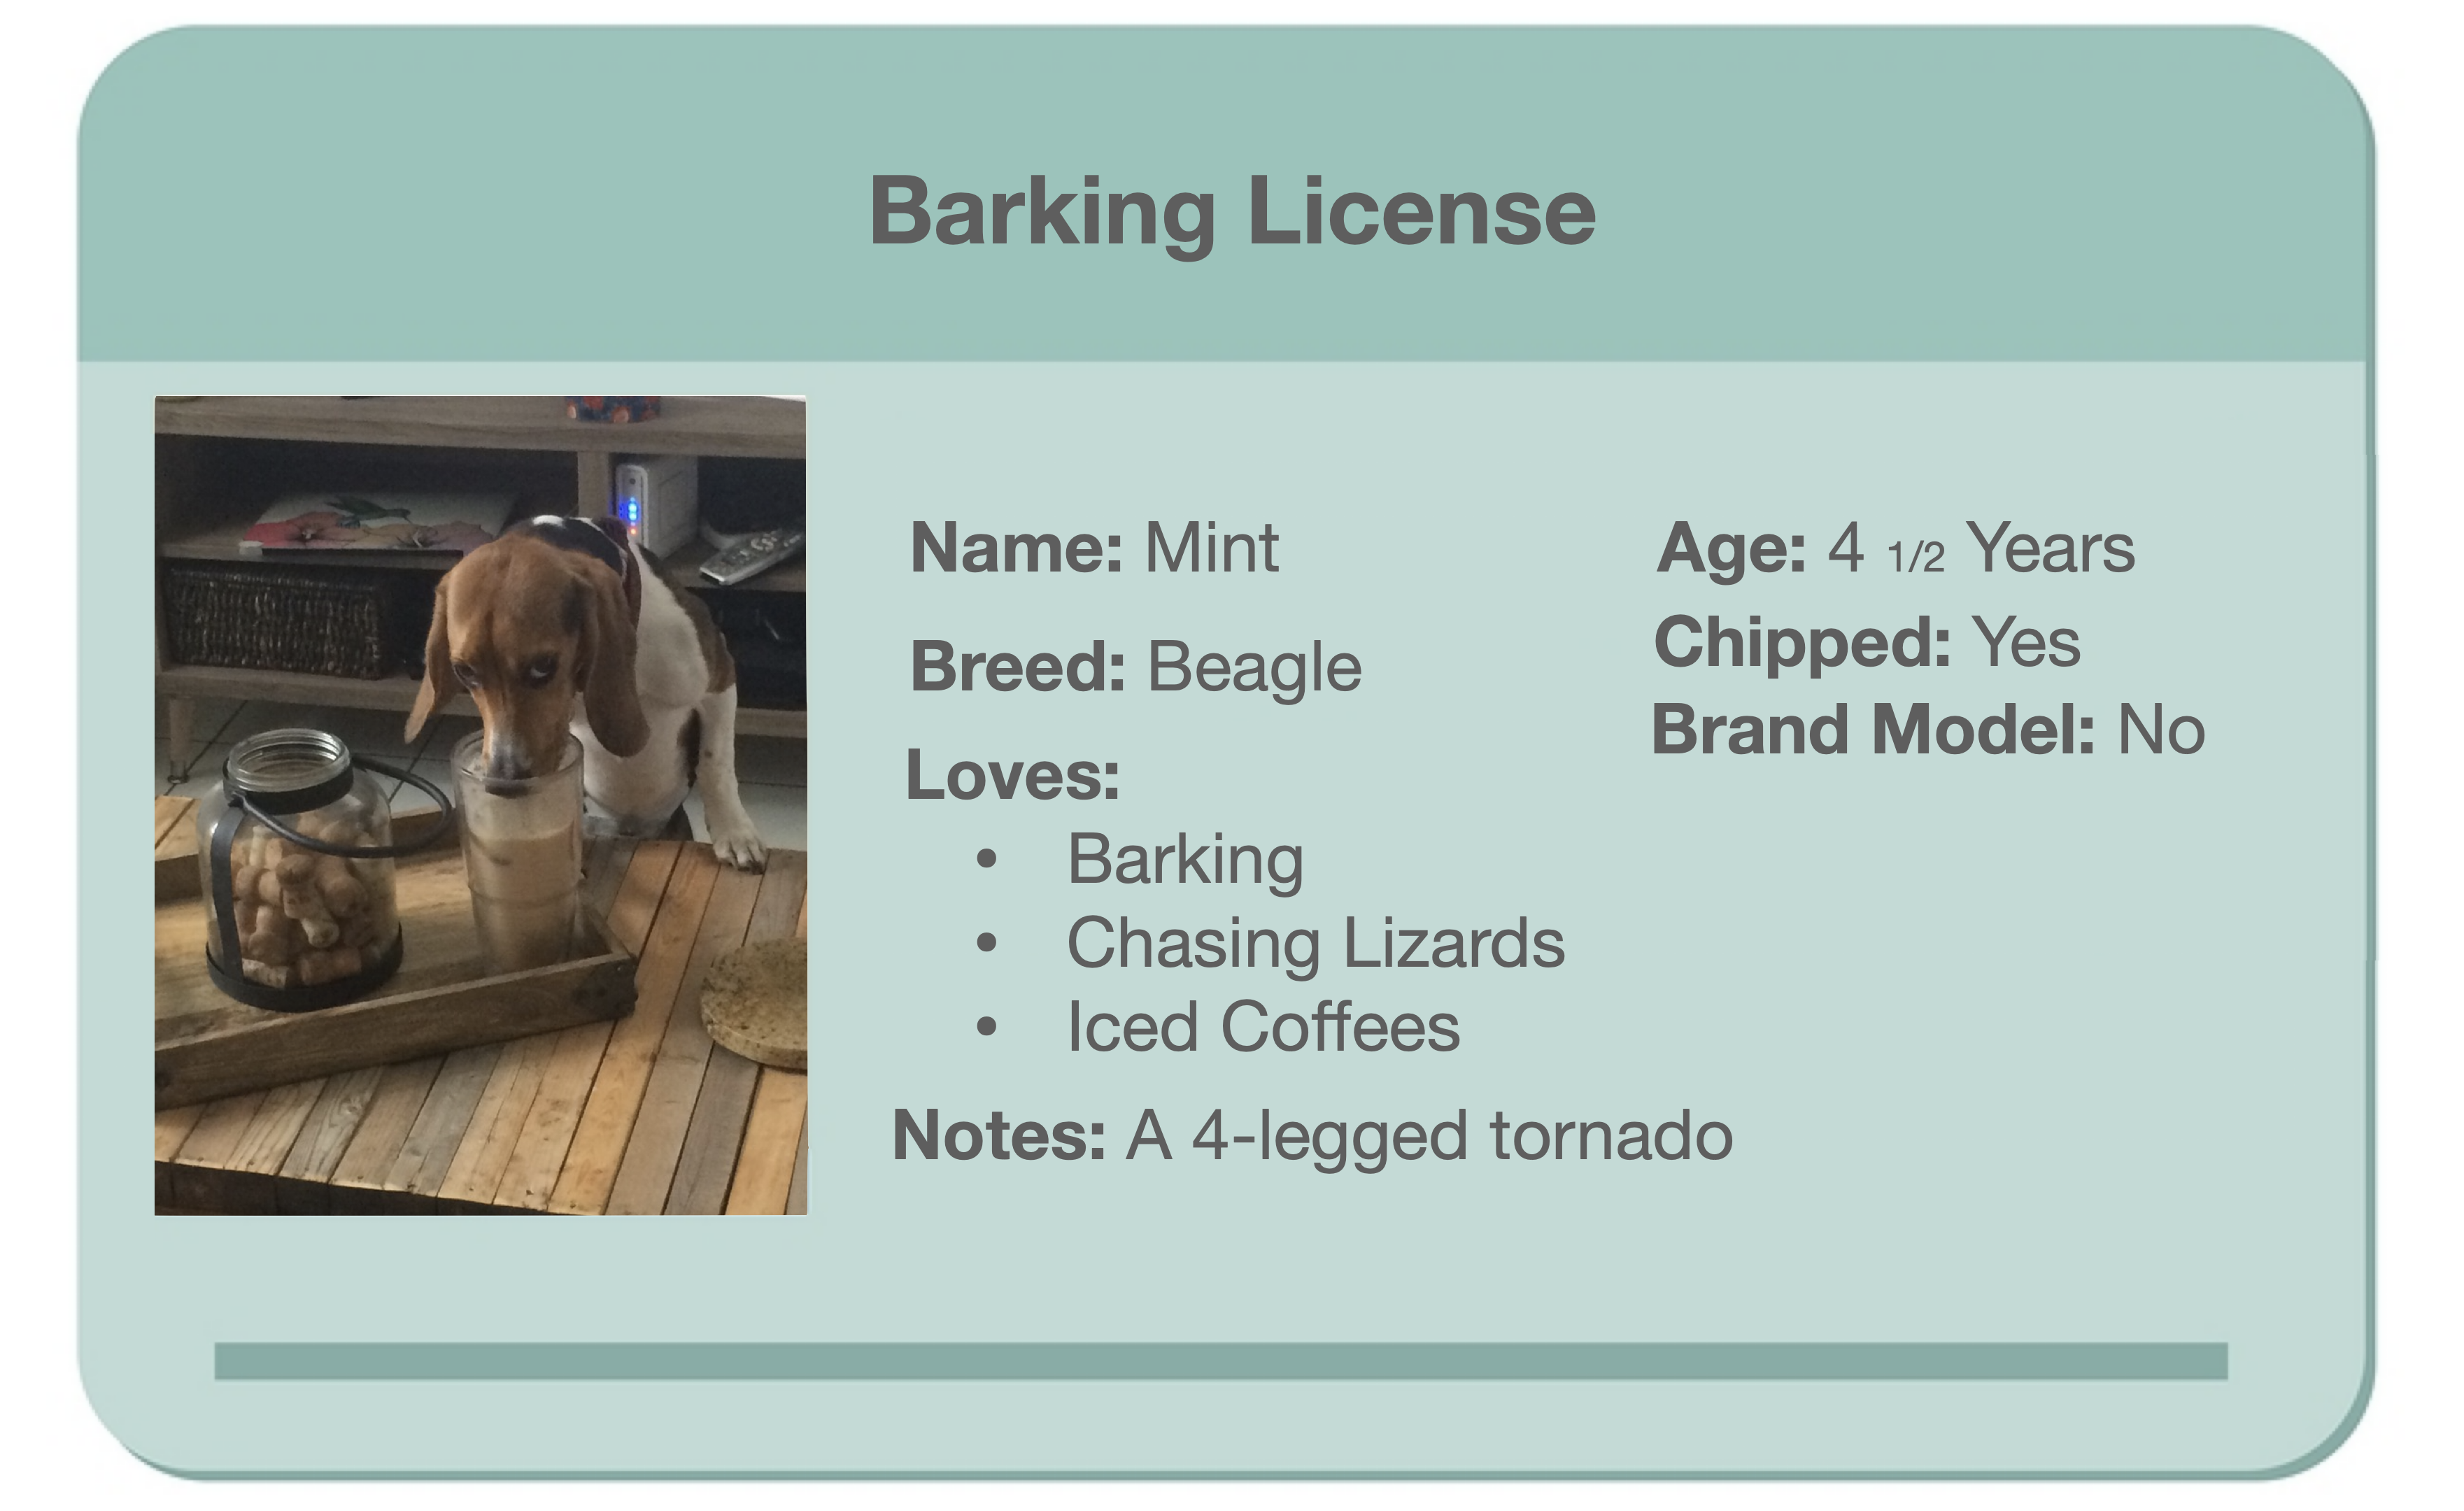 Barking License
Name: Mint
Breed: Beagle
Loves:
• Barking
• Chasing Lizards
• Iced Coffees
Notes: A 4-legged tornado
Age: 4 1/2 Years
Chipped: Yes
Brand Model: No